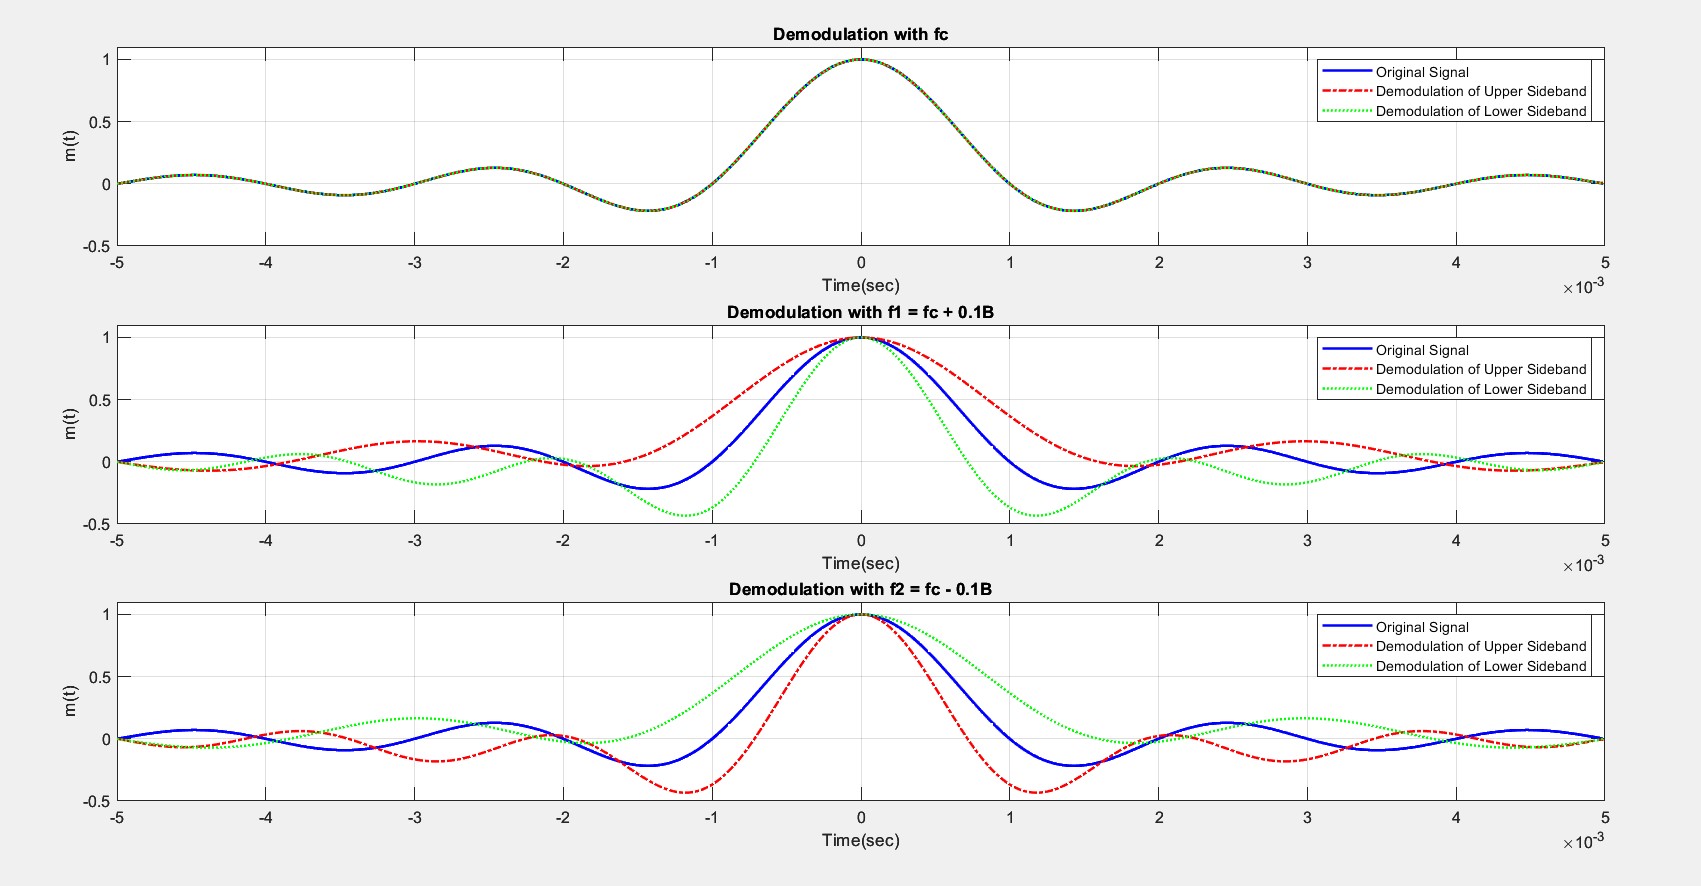 Demodulation with fc
1
0.5
0
-0.5
m(t)
Original Signal
Demodulation of Upper Sideband
Demodulation of Lower Sideband
-5 -4 -3 -2 -1 0 1 2 3 4 5
Time(sec)
×10-3
Demodulation with f1 = fc + 0.1B
1
0.5
0
-0.5
m(t)
Original Signal
Demodulation of Upper Sideband
Demodulation of Lower Sideband
-5 -4 -3 -2 -1 0 1 2 3 4 5
Time(sec)
×10-3
Demodulation with f2 = fc - 0.1B
1
0.5
0
-0.5
m(t)
Original Signal
Demodulation of Upper Sideband
Demodulation of Lower Sideband
-5 -4 -3 -2 -1 0 1 2 3 4 5
Time(sec)
×10-3